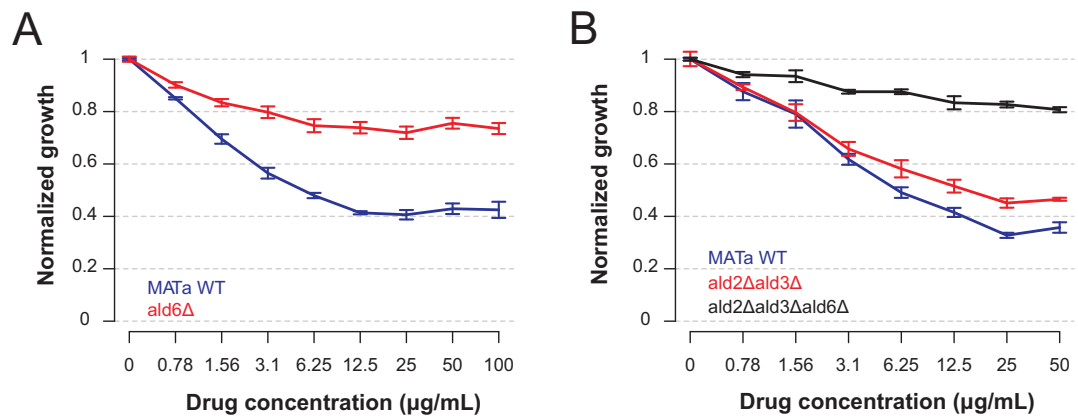 A
Normalized growth
1
0.8
0.6
0.4
0.2
0
MATa WT
ald6Δ
0 0.78 1.56 3.1 6.25 12.5 25 50 100
Drug concentration (µg/mL)
B
Normalized growth
1
0.8
0.6
0.4
0.2
0
MATa WT
ald2Δald3Δ
ald2Δald3Δald6Δ
0 0.78 1.56 3.1 6.25 12.5 25 50
Drug concentration (µg/mL)